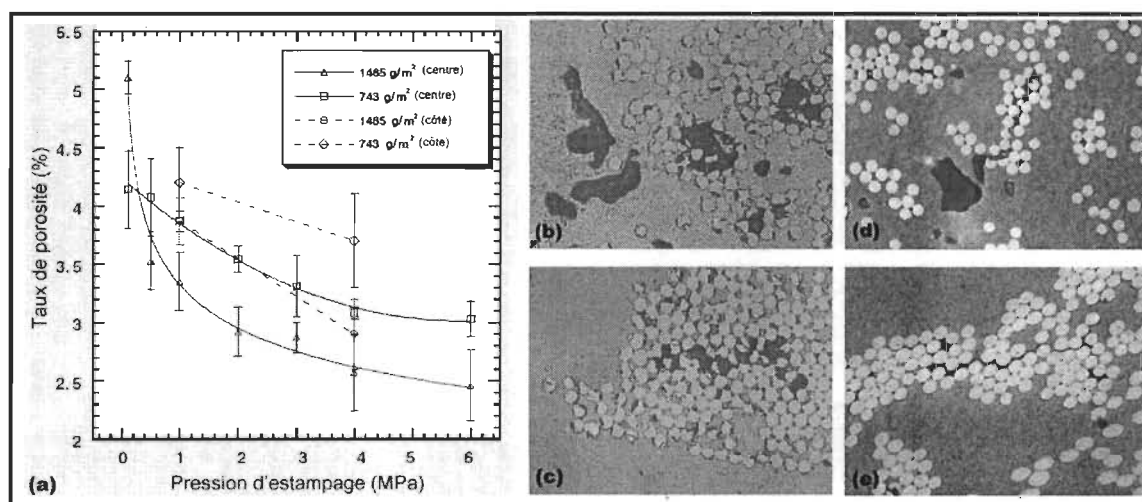 5.5
5
4.5
4
3.5
3
2.5
2
0 1 2 3 4 5 6
Taux de porosité (%)
Pression d'estampage (MPa)
1485 g/m² (centre)
743 g/m² (centre)
1485 g/m² (côté)
743 g/m² (côte)
(a)
(b)
(d)
(c)
(e)